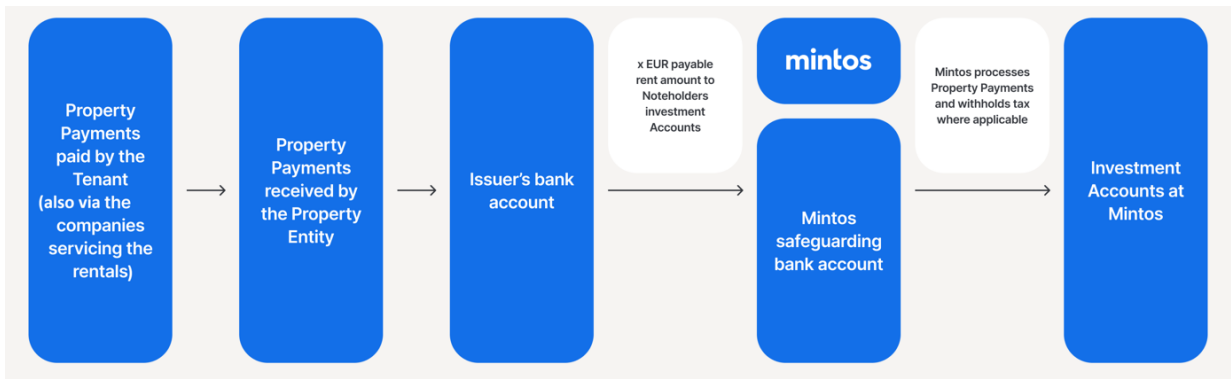 Property
Payments
paid by the
Tenant
(also via the
companies
servicing the
rentals)
Property
Payments
received by
the Property
Entity
Issuer's bank
account
x EUR payable
rent amount to
Noteholders
investment
Accounts
mintos
Mintos
safeguarding
bank account
Mintos processes
Property Payments
and withholds tax
where applicable
Investment
Accounts at
Mintos